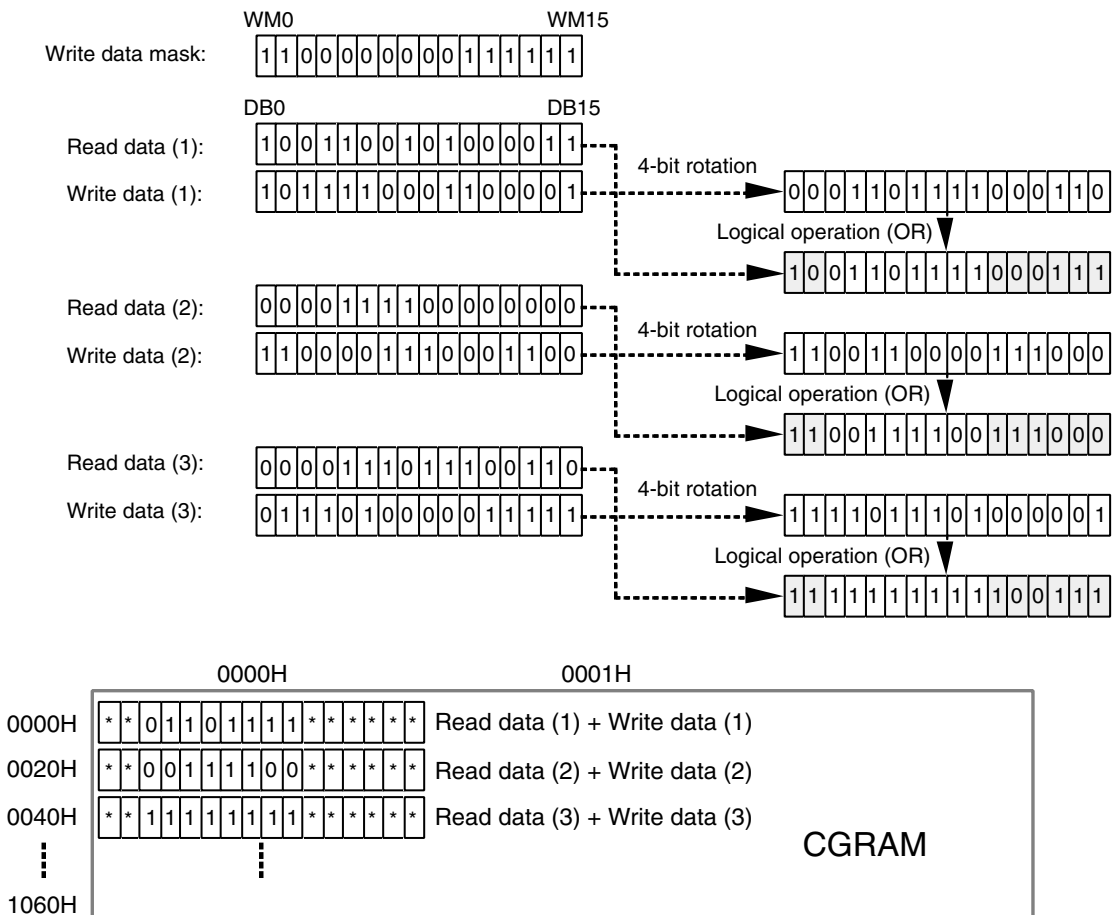 WM0 WM15
Write data mask: 1 1 0 0 0 0 0 0 0 0 1 1 1 1 1 1
DB0 DB15
Read data (1): 1 0 0 1 1 0 0 1 0 1 0 0 0 0 1 1
4-bit rotation
Write data (1): 1 0 1 1 1 1 0 0 0 1 1 0 0 0 0 1 0 0 0 1 1 0 1 1 1 1 0 0 0 1 1 0
Logical operation (OR)
1 0 0 1 1 0 1 1 1 1 0 0 0 1 1 1
Read data (2): 0 0 0 0 1 1 1 1 0 0 0 0 0 0 0 0
4-bit rotation
Write data (2): 1 1 0 0 0 0 1 1 1 0 0 0 1 1 0 0 1 1 0 0 1 1 0 0 0 0 1 1 1 0 0 0
Logical operation (OR)
1 1 0 0 1 1 1 1 0 0 1 1 1 0 0 0
Read data (3): 0 0 0 0 1 1 1 0 1 1 1 0 0 1 1 0
4-bit rotation
Write data (3): 0 1 1 1 0 1 0 0 0 0 0 1 1 1 1 1 1 1 1 1 0 1 1 1 0 1 0 0 0 0 0 1
Logical operation (OR)
1 1 1 1 1 1 1 1 1 1 1 0 0 1 1 1
0000H 0001H
0000H * * 0 1 1 0 1 1 1 1 * * * * * * Read data (1) + Write data (1)
0020H * * 0 0 1 1 1 1 0 0 * * * * * * Read data (2) + Write data (2)
0040H * * 1 1 1 1 1 1 1 1 * * * * * * Read data (3) + Write data (3)
CGRAM
1060H